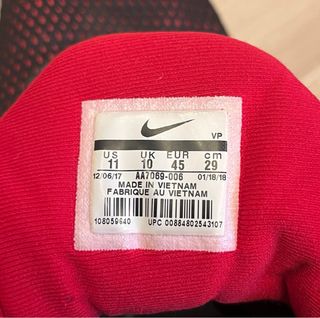 VP
US UK EUR cm
11 10 45 29
12/06/17 AA7069-006 01/18/18
MADE IN VIETNAM
FABRIQUE AU VIETNAM
108059640 UPC 00884802543107